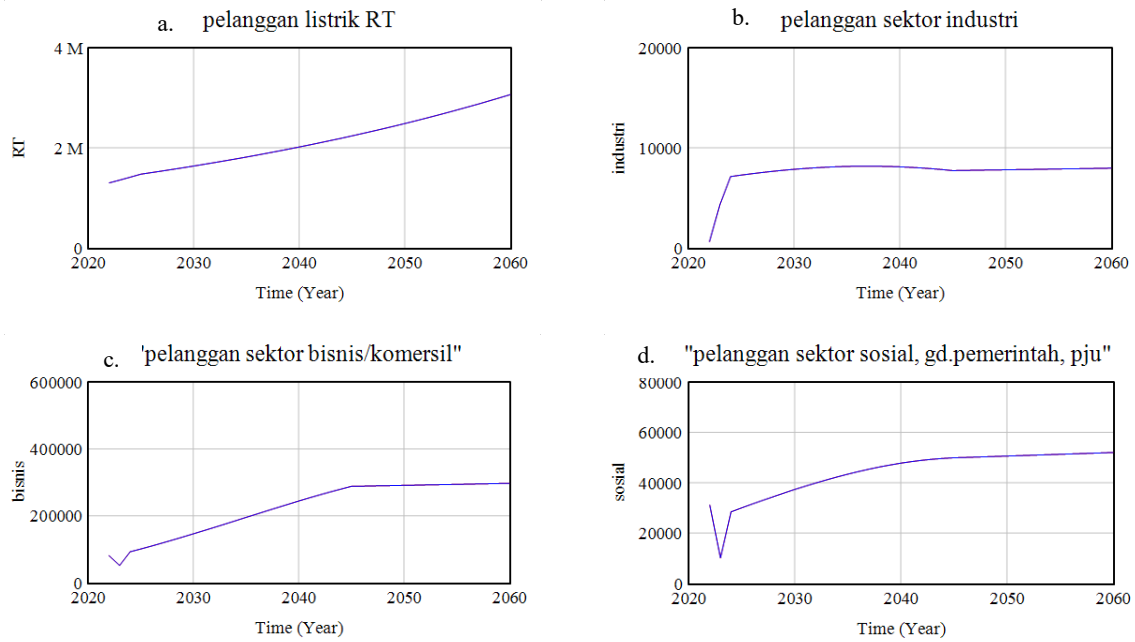 a. pelanggan listrik RT
4 M
2 M
0
RT
2020 2030 2040 2050 2060
Time (Year)
b. pelanggan sektor industri
20000
10000
0
industri
2020 2030 2040 2050 2060
Time (Year)
c. 'pelanggan sektor bisnis/komersil"
600000
400000
200000
0
bisnis
2020 2030 2040 2050 2060
Time (Year)
d. "pelanggan sektor sosial, gd.pemerintah, pju"
80000
60000
40000
20000
0
sosial
2020 2030 2040 2050 2060
Time (Year)